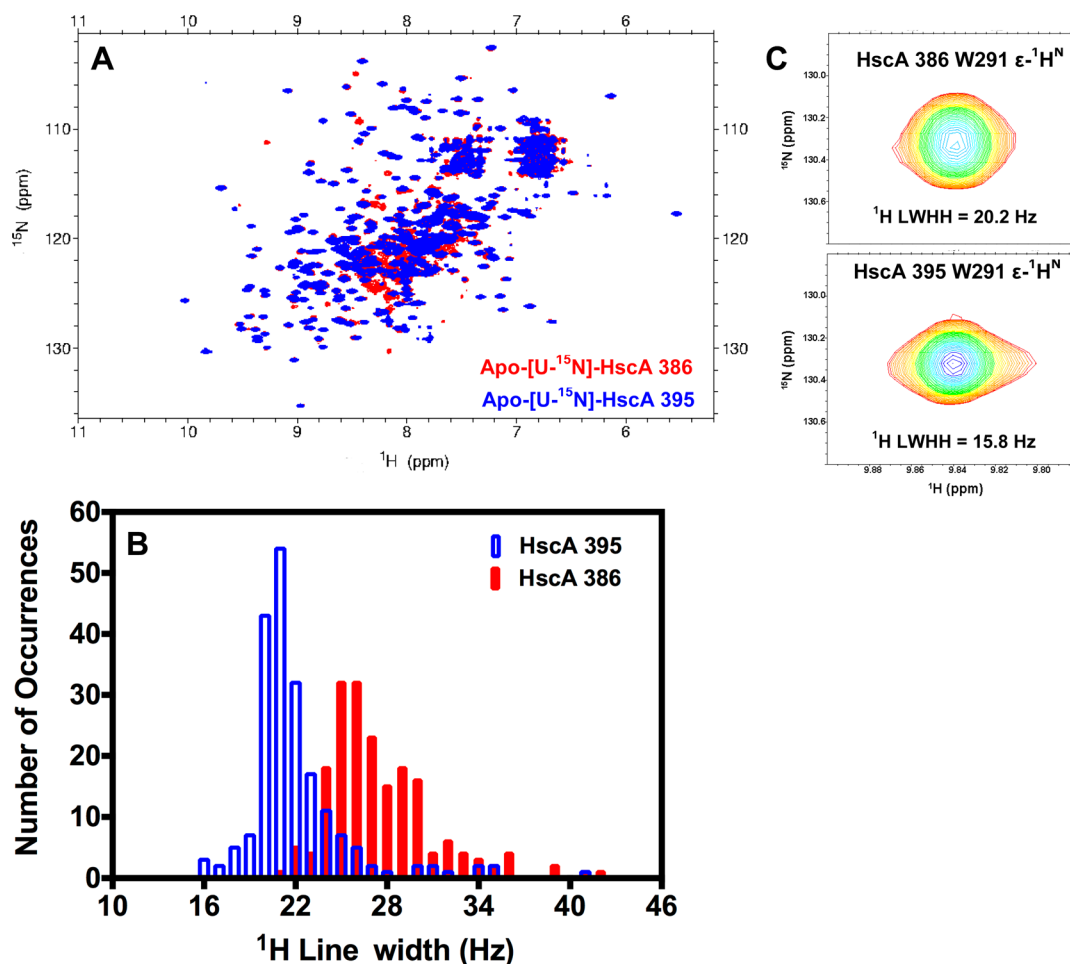 11 10 9 8 7 6
A
110 110
120 120
130 130
¹⁵N (ppm)
Apo-[U-¹⁵N]-HscA 386
Apo-[U-¹⁵N]-HscA 395
11 10 9 8 7 6
¹H (ppm)
C
HscA 386 W291 ε-¹Hᴺ
130.0
130.2
130.4
130.6
¹⁵N (ppm)
¹H LWHH = 20.2 Hz
HscA 395 W291 ε-¹Hᴺ
130.0
130.2
130.4
130.6
¹⁵N (ppm)
¹H LWHH = 15.8 Hz
9.88 9.86 9.84 9.82 9.80
¹H (ppm)
B
HscA 395
HscA 386
60
50
40
30
20
10
0
Number of Occurrences
10 16 22 28 34 40 46
¹H Line width (Hz)